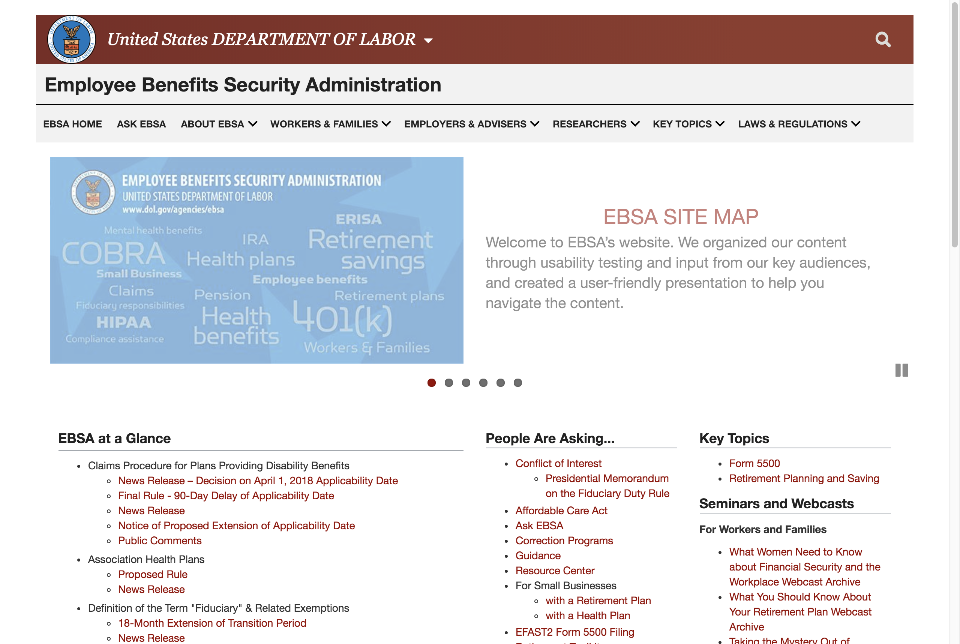 United States DEPARTMENT OF LABOR
Employee Benefits Security Administration
EBSA HOME ASK EBSA ABOUT EBSA WORKERS & FAMILIES EMPLOYERS & ADVISERS RESEARCHERS KEY TOPICS LAWS & REGULATIONS
EMPLOYEE BENEFITS SECURITY ADMINISTRATION
UNITED STATES DEPARTMENT OF LABOR
www.dol.gov/agencies/ebsa
ERISA
Mental health benefits
IRA
Retirement
COBRA
Health plans
savings
Small Business
Employee benefits
Claims
Pension
Retirement plans
Fiduciary responsibilities
Health
401(k)
HIPAA
benefits
Compliance assistance
Workers & Families
EBSA SITE MAP
Welcome to EBSA's website. We organized our content
through usability testing and input from our key audiences,
and created a user-friendly presentation to help you
navigate the content.
EBSA at a Glance
Claims Procedure for Plans Providing Disability Benefits
News Release – Decision on April 1, 2018 Applicability Date
Final Rule - 90-Day Delay of Applicability Date
News Release
Notice of Proposed Extension of Applicability Date
Public Comments
Association Health Plans
Proposed Rule
News Release
Definition of the Term "Fiduciary" & Related Exemptions
18-Month Extension of Transition Period
News Release
People Are Asking...
Conflict of Interest
Presidential Memorandum
on the Fiduciary Duty Rule
Affordable Care Act
Ask EBSA
Correction Programs
Guidance
Resource Center
For Small Businesses
with a Retirement Plan
with a Health Plan
EFAST2 Form 5500 Filing
Key Topics
Form 5500
Retirement Planning and Saving
Seminars and Webcasts
For Workers and Families
What Women Need to Know
about Financial Security and the
Workplace Webcast Archive
What You Should Know About
Your Retirement Plan Webcast
Archive
Taking the Mystery Out of